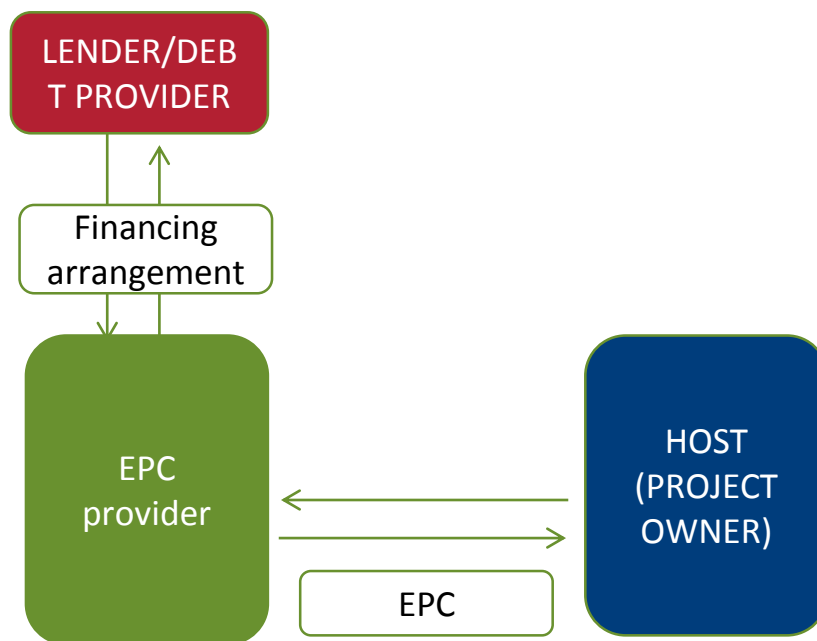 LENDER/DEB
T PROVIDER
Financing
arrangement
EPC
provider
HOST
(PROJECT
OWNER)
EPC